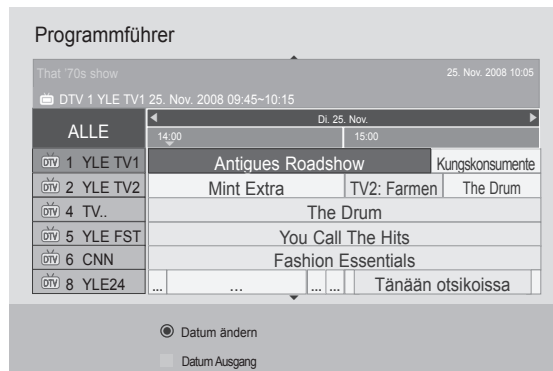 Programmführer
That '70s show
25. Nov. 2008 10:05
DTV 1 YLE TV1 25. Nov. 2008 09:45~10:15
ALLE
Di. 25. Nov.
14:00
15:00
DTV 1 YLE TV1
Antigues Roadshow
Kungskonsumente
DTV 2 YLE TV2
Mint Extra
TV2: Farmen
The Drum
DTV 4 TV..
The Drum
DTV 5 YLE FST
You Call The Hits
DTV 6 CNN
Fashion Essentials
DTV 8 YLE24
...
...
...
...
Tänään otsikoissa
Datum ändern
Datum Ausgang